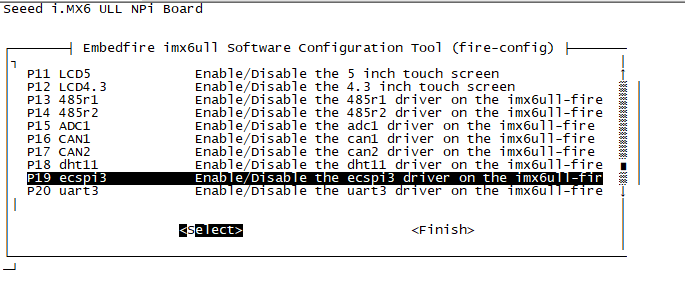 Seeed i.MX6 ULL NPi Board
Embedfire imx6ull Software Configuration Tool (fire-config)
P11 LCD5 Enable/Disable the 5 inch touch screen
P12 LCD4.3 Enable/Disable the 4.3 inch touch screen
P13 485r1 Enable/Disable the 485r1 driver on the imx6ull-fire
P14 485r2 Enable/Disable the 485r2 driver on the imx6ull-fire
P15 ADC1 Enable/Disable the adc1 driver on the imx6ull-fire
P16 CAN1 Enable/Disable the can1 driver on the imx6ull-fire
P17 CAN2 Enable/Disable the can2 driver on the imx6ull-fire
P18 dht11 Enable/Disable the dht11 driver on the imx6ull-fire
P19 ecspi3 Enable/Disable the ecspi3 driver on the imx6ull-fir
P20 uart3 Enable/Disable the uart3 driver on the imx6ull-fire
<Select> <Finish>